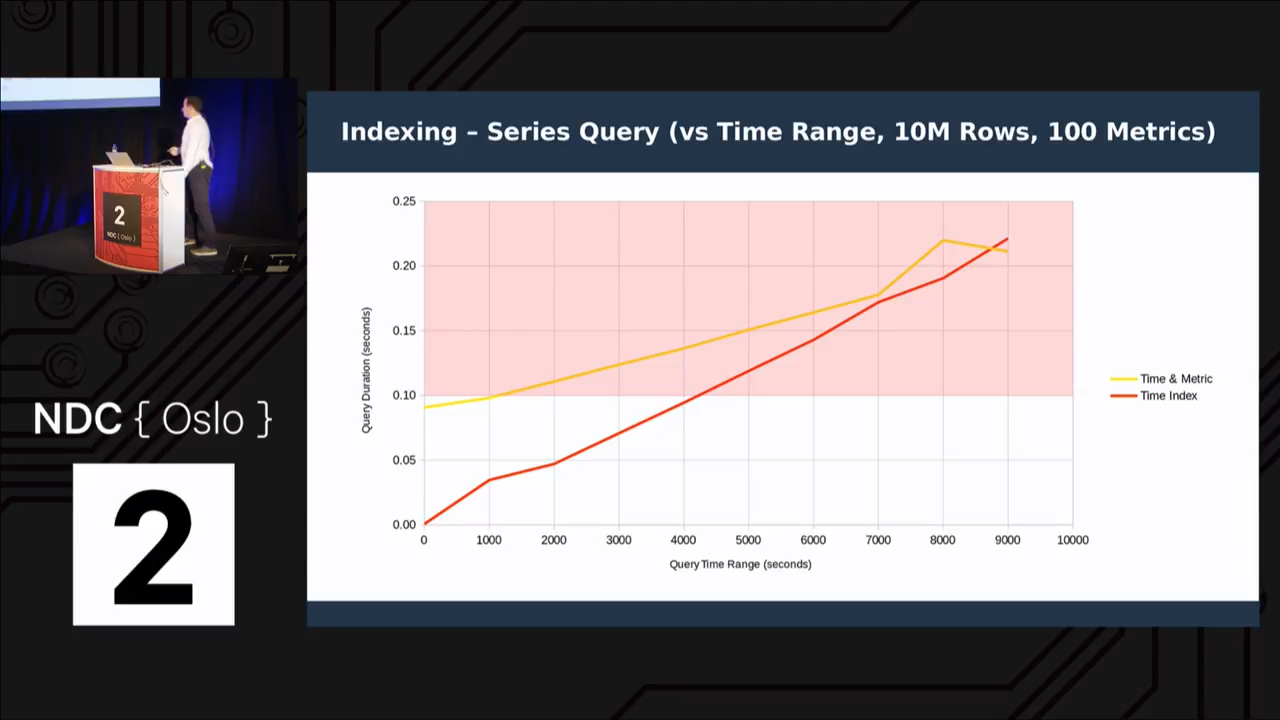 Indexing – Series Query (vs Time Range, 10M Rows, 100 Metrics)
0.25
0.20
0.15
0.10
0.05
0.00
Query Duration (seconds)
0 1000 2000 3000 4000 5000 6000 7000 8000 9000 10000
Query Time Range (seconds)
Time & Metric
Time Index
2
NDC { Oslo }
NDC { Oslo }
2